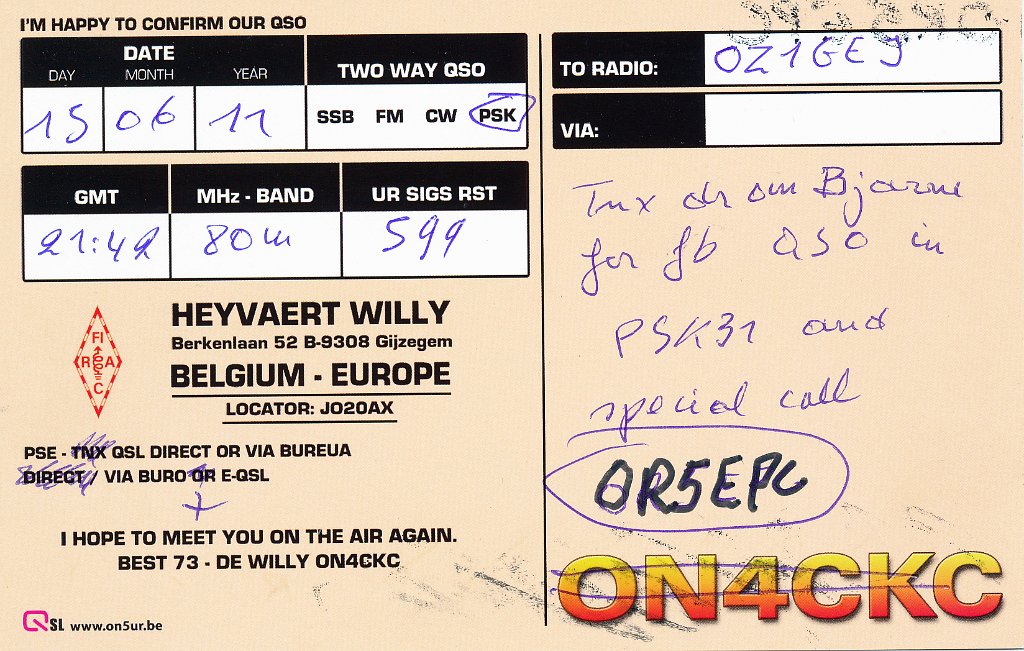 I'M HAPPY TO CONFIRM OUR QSO
DATE
DAY MONTH YEAR
TWO WAY QSO
15 06 11
SSB FM CW PSK
GMT MHz - BAND UR SIGS RST
21:42 80m 599
FI
R A
C
HEYVAERT WILLY
Berkenlaan 52 B-9308 Gijzegem
BELGIUM - EUROPE
LOCATOR: JO20AX
PSE - TNX QSL DIRECT OR VIA BUREUA
DIRECT / VIA BURO OR E-QSL
I HOPE TO MEET YOU ON THE AIR AGAIN.
BEST 73 - DE WILLY ON4CKC
QSL www.on5ur.be
TO RADIO: OZ1GEJ
VIA:
Tnx dr om Bjarne
for fb QSO in
PSK31 and
special call
OR5EPC
ON4CKC